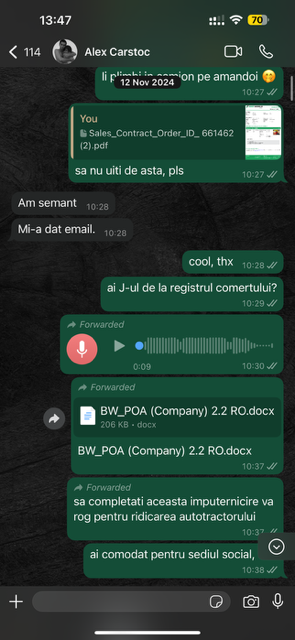 13:47
70
114
Alex Carstoc
Ii plimbi in camion pe amandoi 🤭
12 Nov 2024
10:27
You
Sales_Contract_Order_ID_ 661462
(2).pdf
sa nu uiti de asta, pls
10:27
Am semant
10:28
Mi-a dat email.
10:28
cool, thx
10:28
ai J-ul de la registrul comertului?
10:29
Forwarded
0:09
10:30
Forwarded
BW_POA (Company) 2.2 RO.docx
206 KB • docx
BW_POA (Company) 2.2 RO.docx
10:37
Forwarded
sa completati aceasta imputernicire va
rog pentru ridicarea autotractorului
10:37
ai comodat pentru sediul social,
10:38